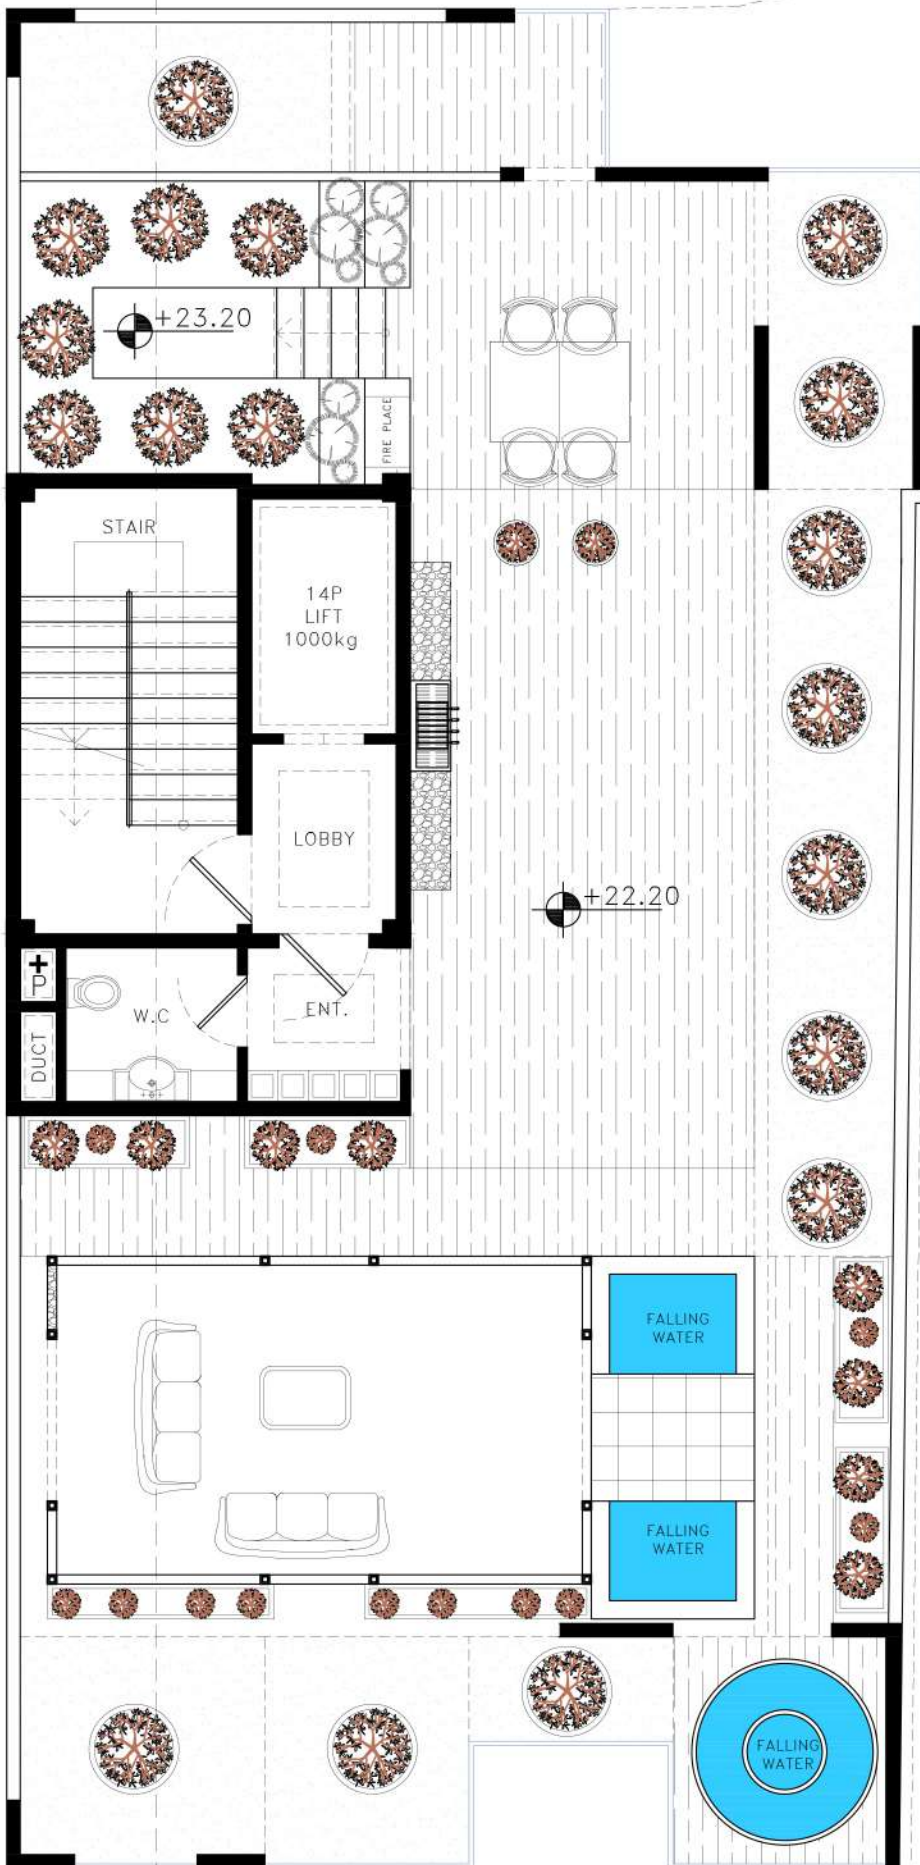 +23.20
FIRE PLACE
STAIR
14P
LIFT
1000kg
LOBBY
+22.20
+
P
W.C
ENT.
DUCT
FALLING
WATER
FALLING
WATER
FALLING
WATER